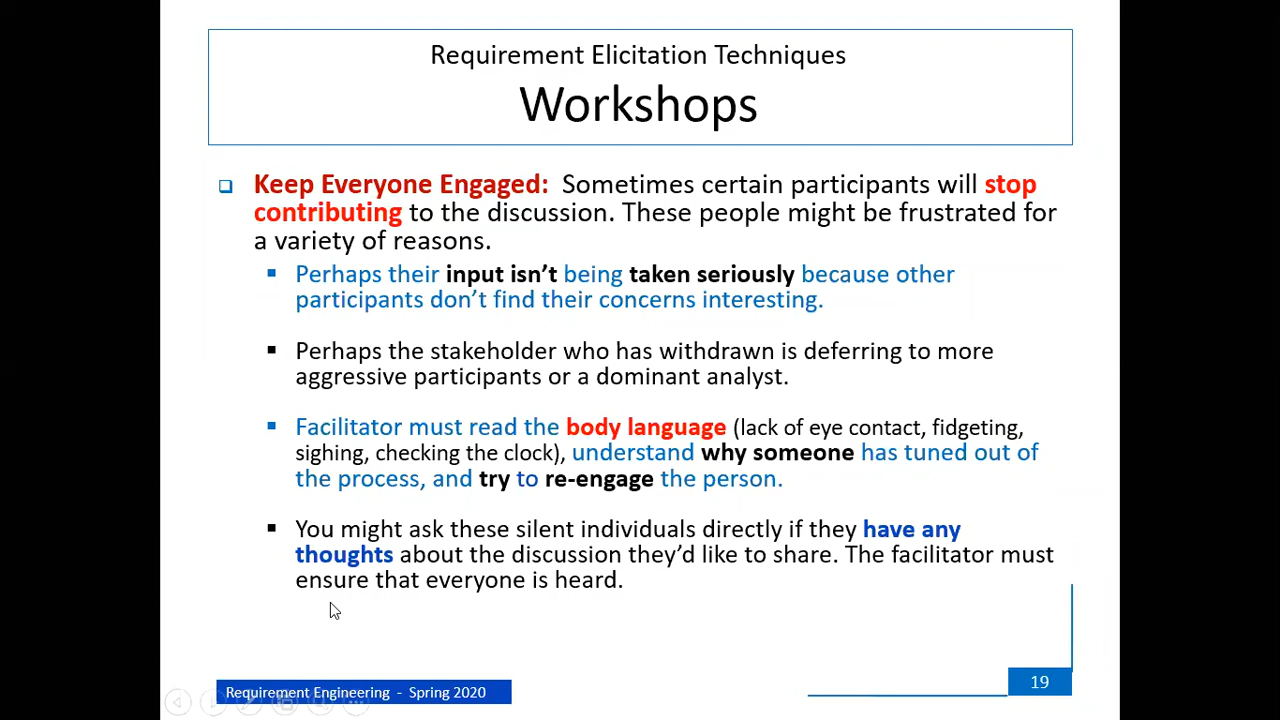 Requirement Elicitation Techniques
Workshops
Keep Everyone Engaged: Sometimes certain participants will stop
contributing to the discussion. These people might be frustrated for
a variety of reasons.
Perhaps their input isn’t being taken seriously because other
participants don’t find their concerns interesting.
Perhaps the stakeholder who has withdrawn is deferring to more
aggressive participants or a dominant analyst.
Facilitator must read the body language (lack of eye contact, fidgeting,
sighing, checking the clock), understand why someone has tuned out of
the process, and try to re-engage the person.
You might ask these silent individuals directly if they have any
thoughts about the discussion they’d like to share. The facilitator must
ensure that everyone is heard.
Requirement Engineering - Spring 2020
19